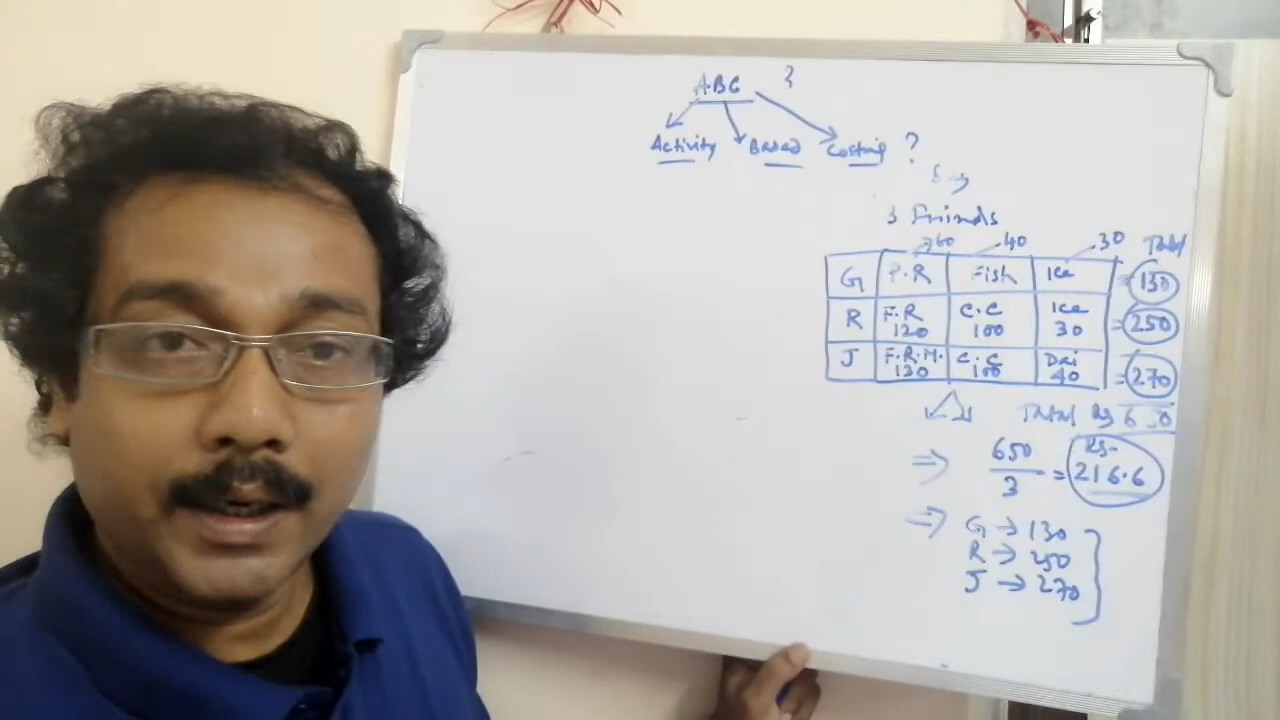 ABC ?
Activity Based Costing ?
Say
3 Friends
60 40 30 Total
G P.R Fish Ice = 130
R F.R 120 C.C 100 Ice 30 = 250
J F.R.M. 130 C.C 100 Dai 40 = 270
Total Rs 650
⇒ 650/3 = Rs. 216.6
⇒ G → 130
R → 250
J → 270